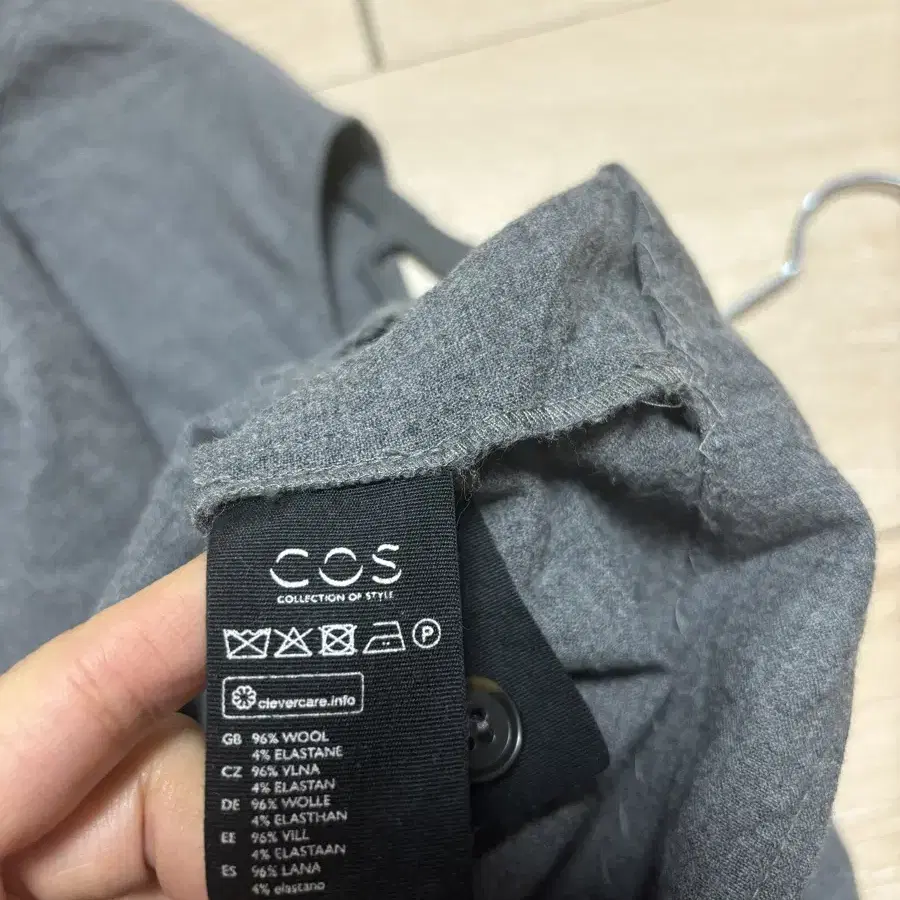 COS
COLLECTION OF STYLE
P
clevercare.info
GB 96% WOOL
4% ELASTANE
CZ 96% VLNA
4% ELASTAN
DE 96% WOLLE
4% ELASTHAN
EE 96% VILL
4% ELASTAAN
ES 96% LANA
4% elastano